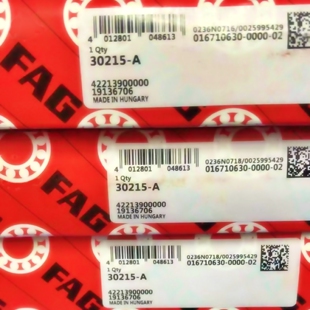 4 012801 048613
0236N0718/0025995429
016710630-0000-02
1 Qty
30215-A
42213900000
19136706
MADE IN HUNGARY
FAG
4 012801 048613
0236N0718/0025995429
016710630-0000-02
1 Qty
30215-A
42213900000
19136706
MADE IN HUNGARY
FAG
4 012801 048613
0236N0718/0025995429
016710630-0000-02
1 Qty
30215-A
42213900000
19136706
MADE IN HUNGARY
FAG